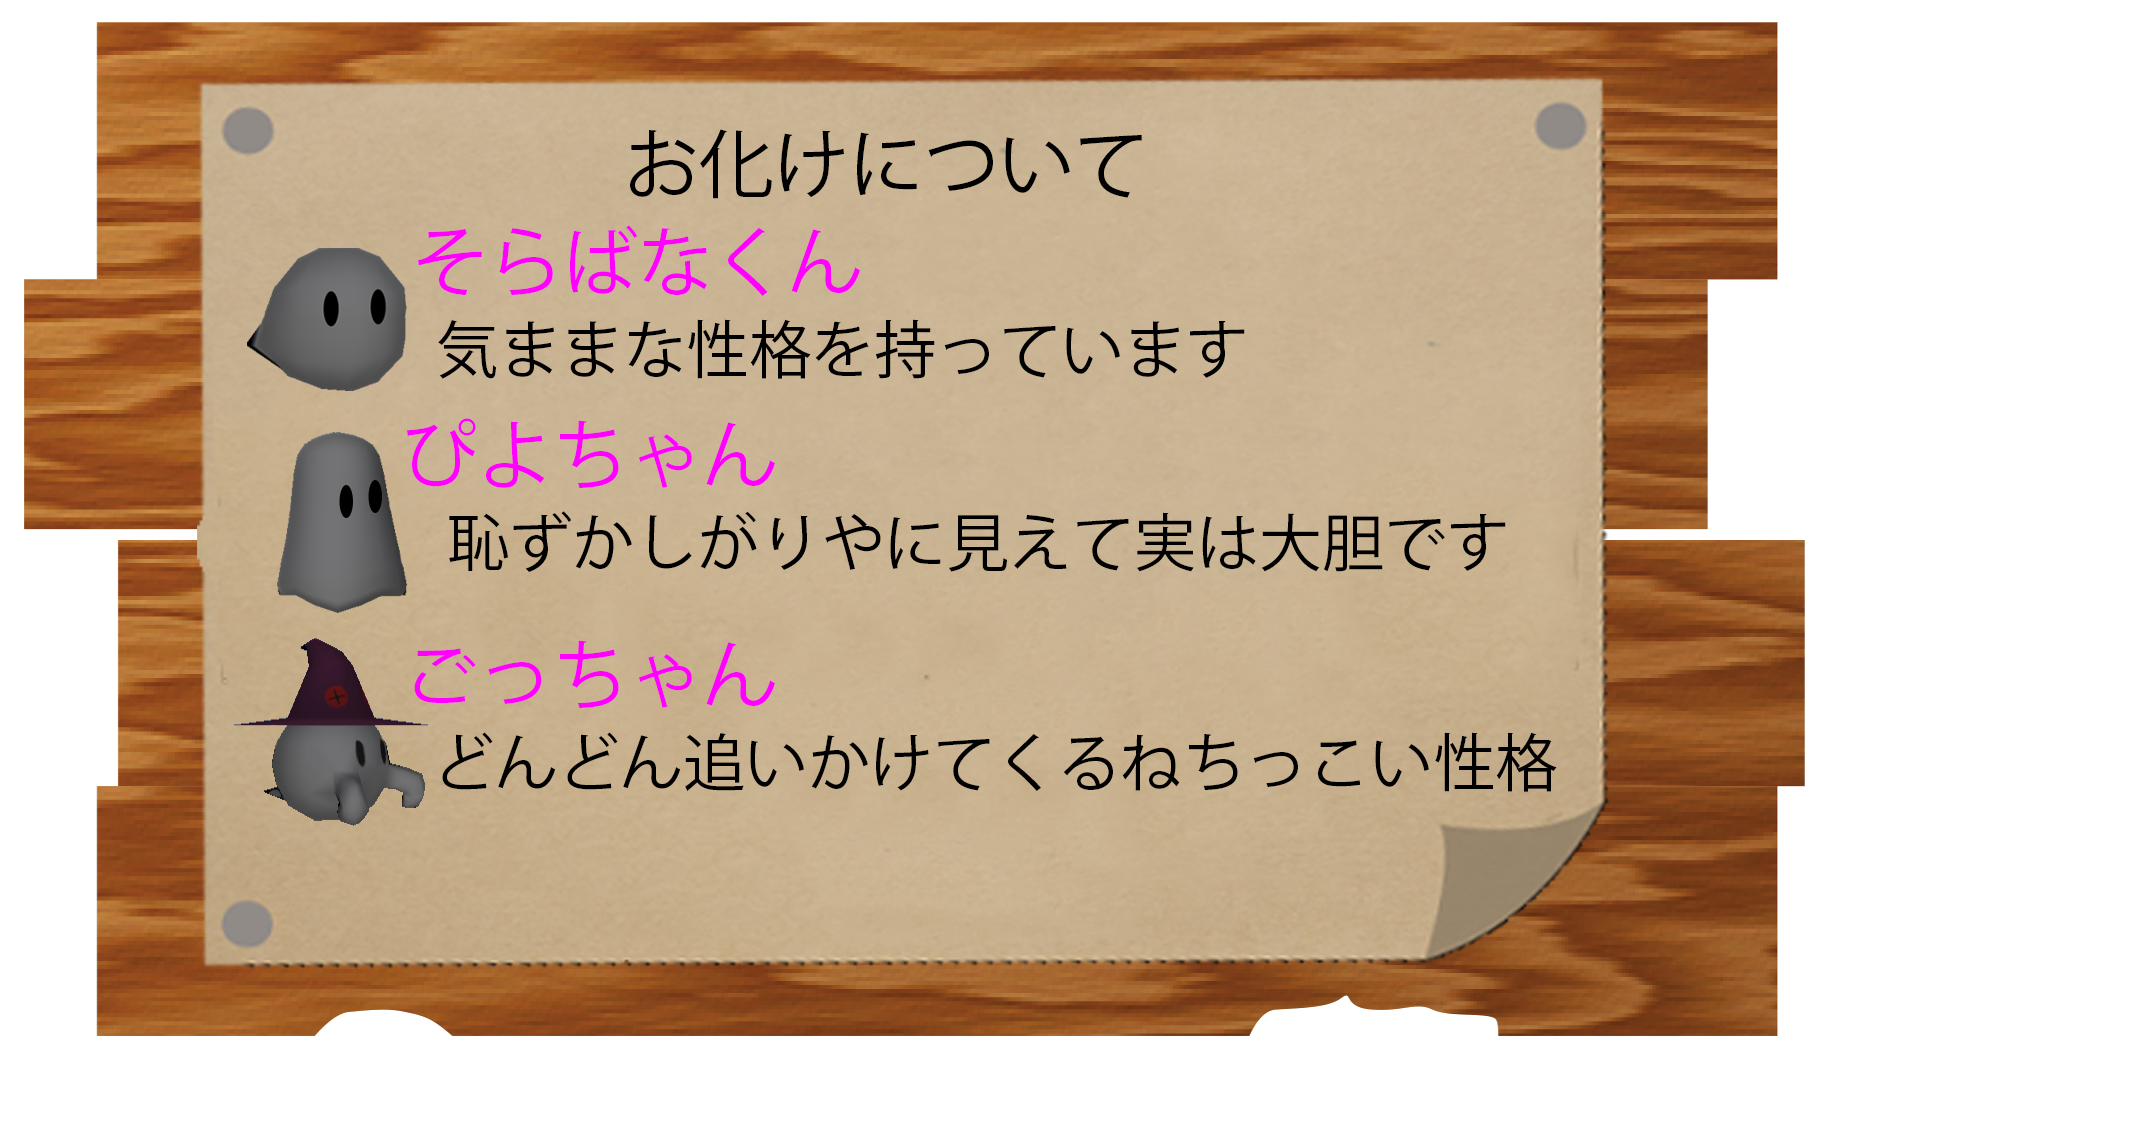 お化けについて
そらばなくん
気ままな性格を持っています
ぴよちゃん
恥ずかしがりやに見えて実は大胆です
ごっちゃん
どんどん追いかけてくるねちっこい性格